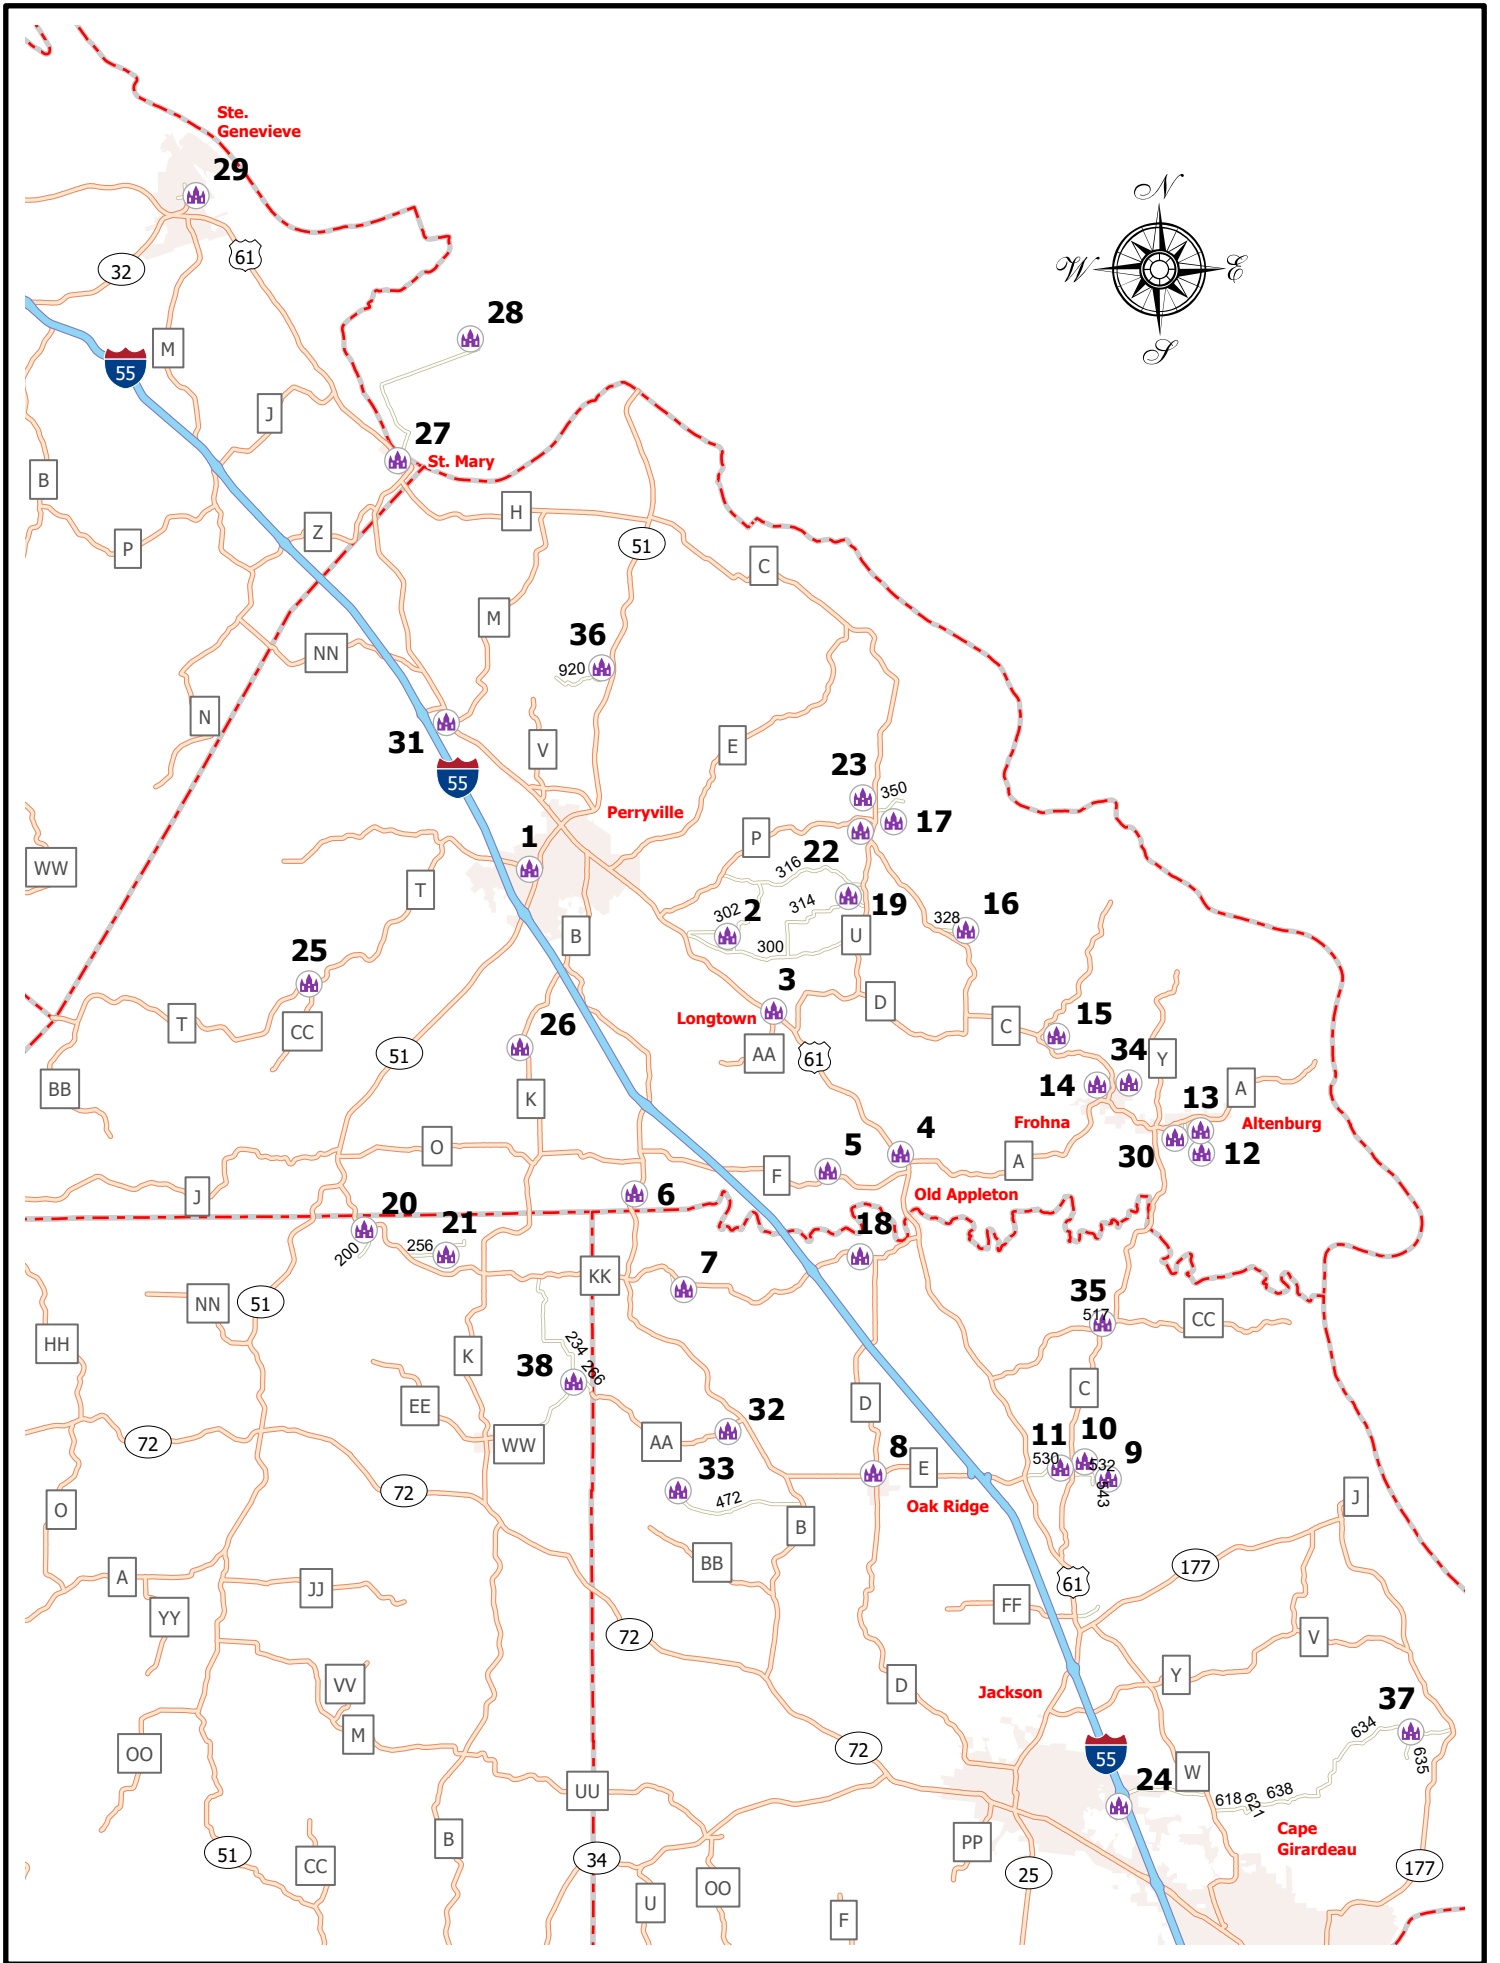 Ste.
Genevieve
29
N
61
32
W
E
28
S
M
55
J
27
St. Mary
B
H
Z
P
51
C
M
36
NN
920
N
31
V
E
55
23
350
Perryville
17
1
P
22
316
WW
T
302
2
314
19
16
328
B
U
300
25
3
D
T
Longtown
C
15
CC
26
51
AA
61
34
Y
14
BB
K
A
13
Frohna
Altenburg
4
O
5
30
12
A
F
J
6
Old Appleton
20
21
18
200
256
7
KK
35
NN
51
517
CC
HH
234
K
38
266
C
EE
D
32
72
WW
AA
11
10
8
530
532
9
E
33
72
543
472
Oak Ridge
J
O
B
BB
177
A
JJ
61
FF
YY
72
V
Y
VV
D
Jackson
37
M
634
OO
72
55
635
W
24
UU
618
621
638
Cape
Girardeau
B
PP
51
34
CC
25
177
OO
U
F